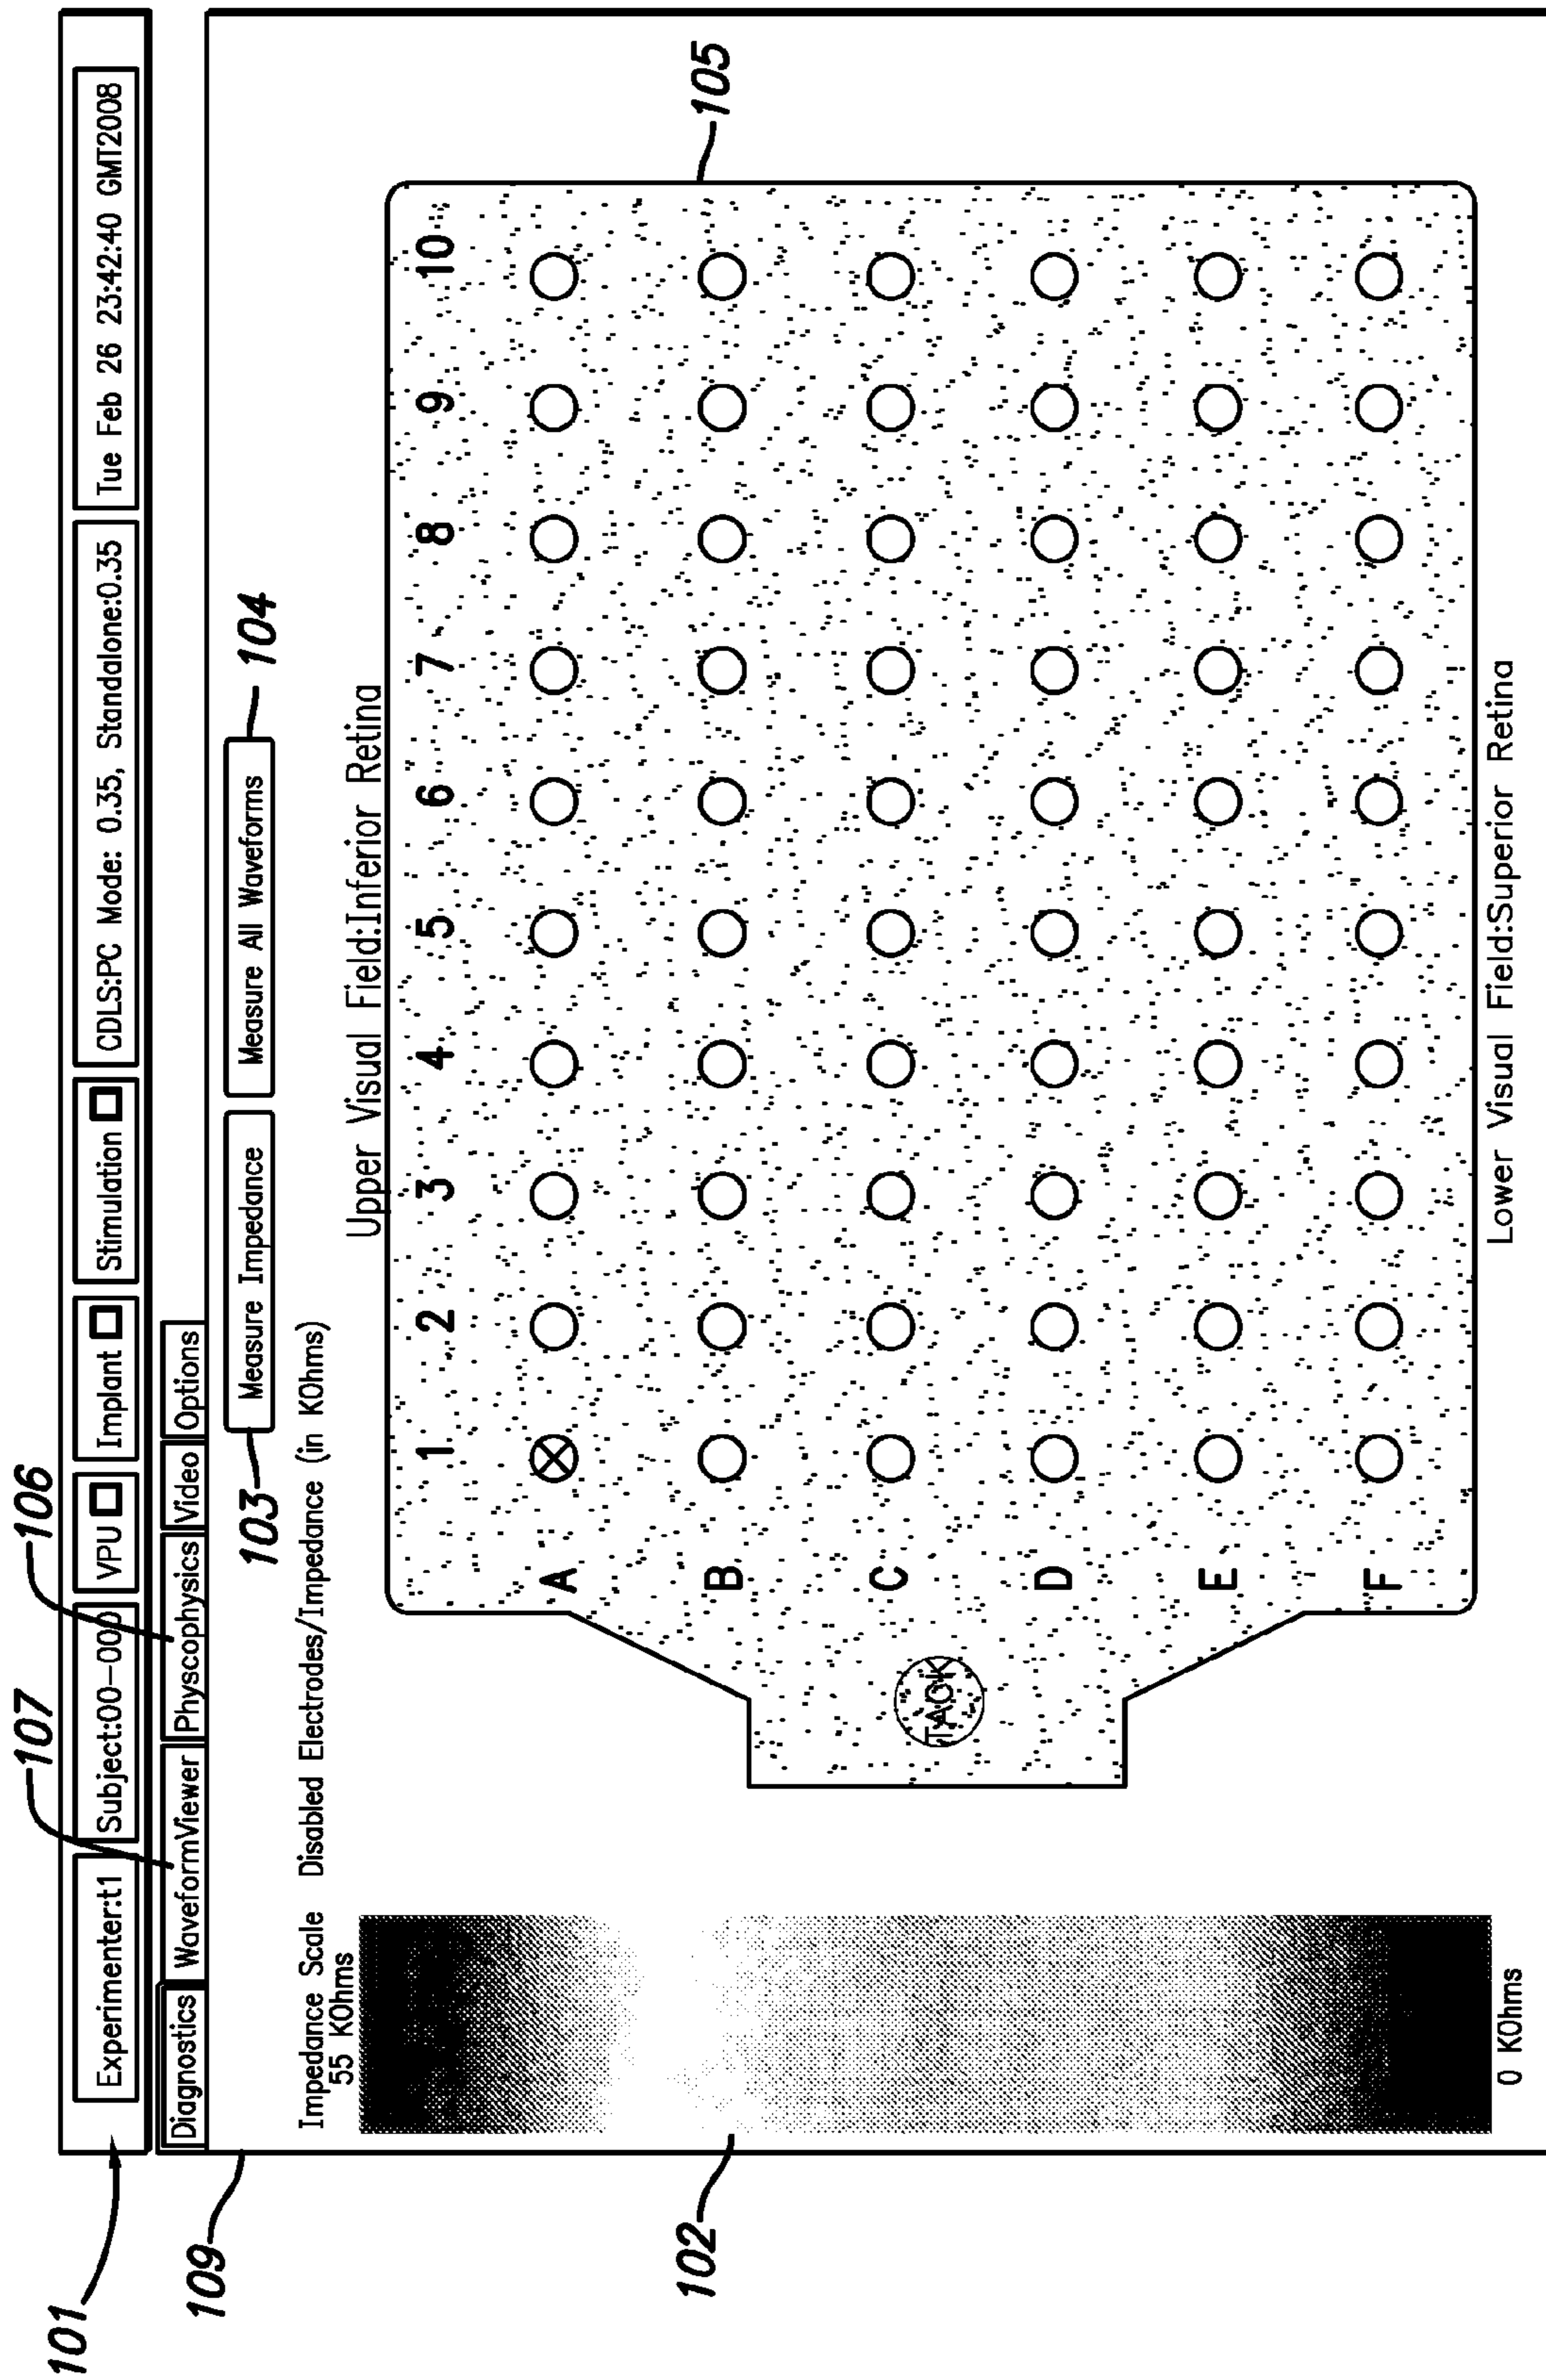 101
107
106
Experimenter:t1 Subject:00-000 VPU Implant Stimulation CDLS:PC Mode: 0.35, Standalone:0.35 Tue Feb 26 23:42:40 GMT2008
109
Diagnostics WaveformViewer Physcophysics Video Options
103 Measure Impedance Measure All Waveforms 104
Impedance Scale Disabled Electrodes/Impedance (in KOhms)
55 KOhms
Upper Visual Field:Inferior Retina
1 2 3 4 5 6 7 8 9 10
A
B
C
D
E
F
TACK
102
105
0 KOhms
Lower Visual Field:Superior Retina